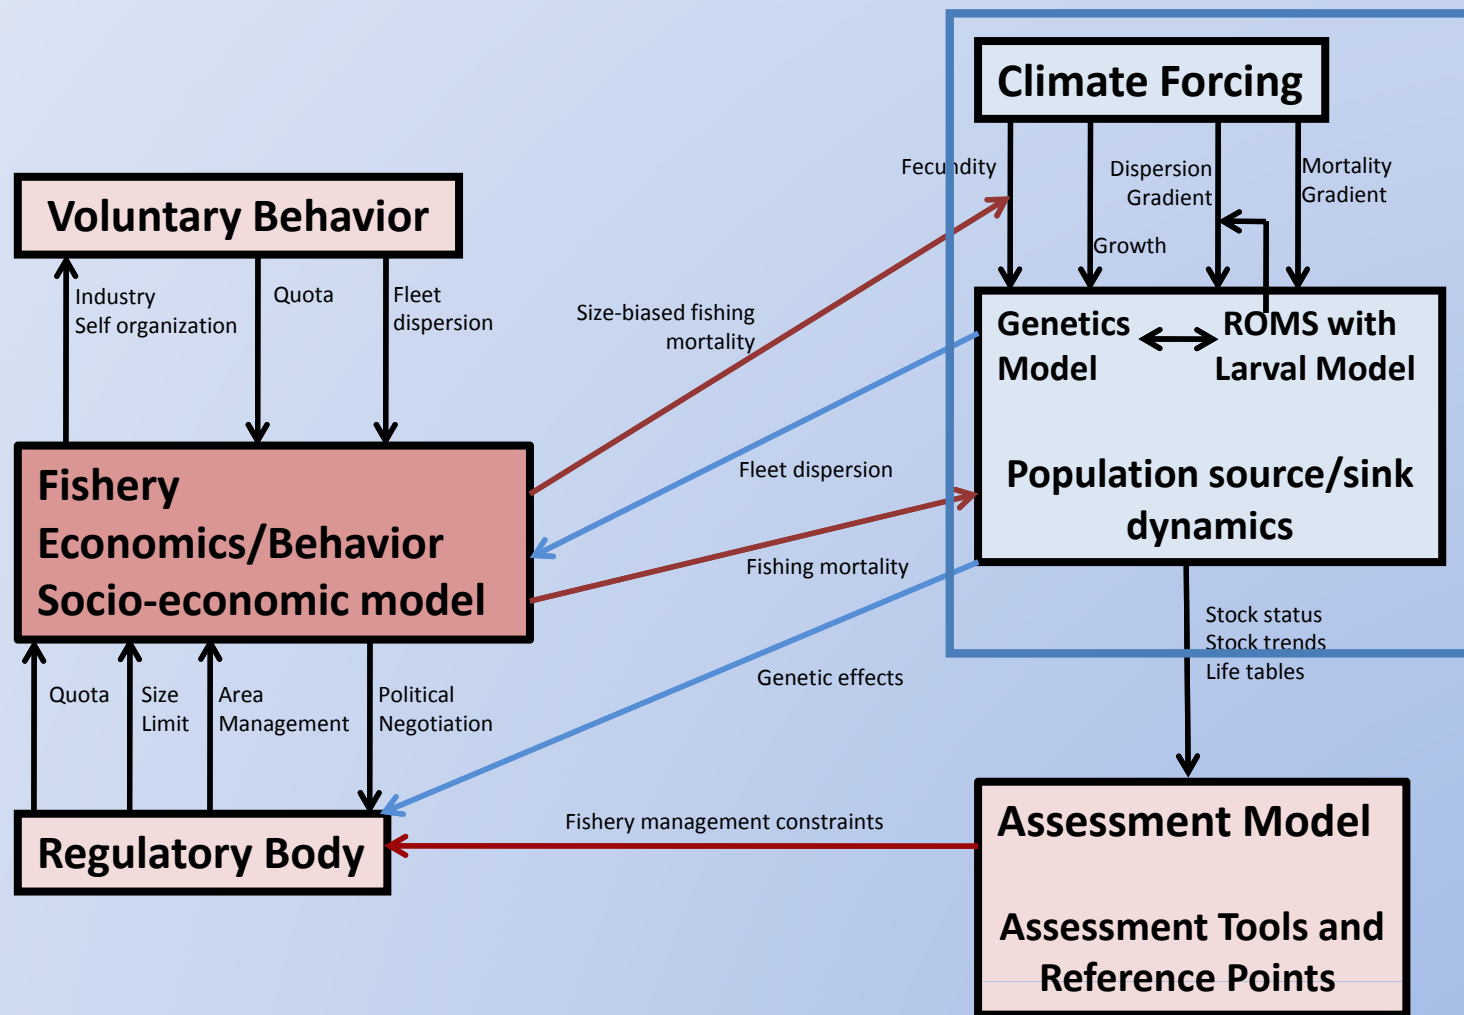 Climate Forcing
Fecundity
Dispersion
Gradient
Mortality
Gradient
Growth
Voluntary Behavior
Industry
Self organization
Quota
Fleet
dispersion
Size-biased fishing
mortality
Genetics
Model
ROMS with
Larval Model
Population source/sink
dynamics
Fishery
Economics/Behavior
Socio-economic model
Fleet dispersion
Fishing mortality
Genetic effects
Stock status
Stock trends
Life tables
Quota
Size
Limit
Area
Management
Political
Negotiation
Regulatory Body
Fishery management constraints
Assessment Model
Assessment Tools and
Reference Points